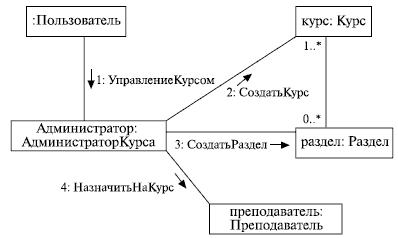 :Пользователь
курс: Курс
1..*
1: УправлениеКурсом
2: СоздатьКурс
0..*
Администратор:
АдминистраторКурса
3: СоздатьРаздел
раздел: Раздел
4: НазначитьНаКурс
преподаватель:
Преподаватель